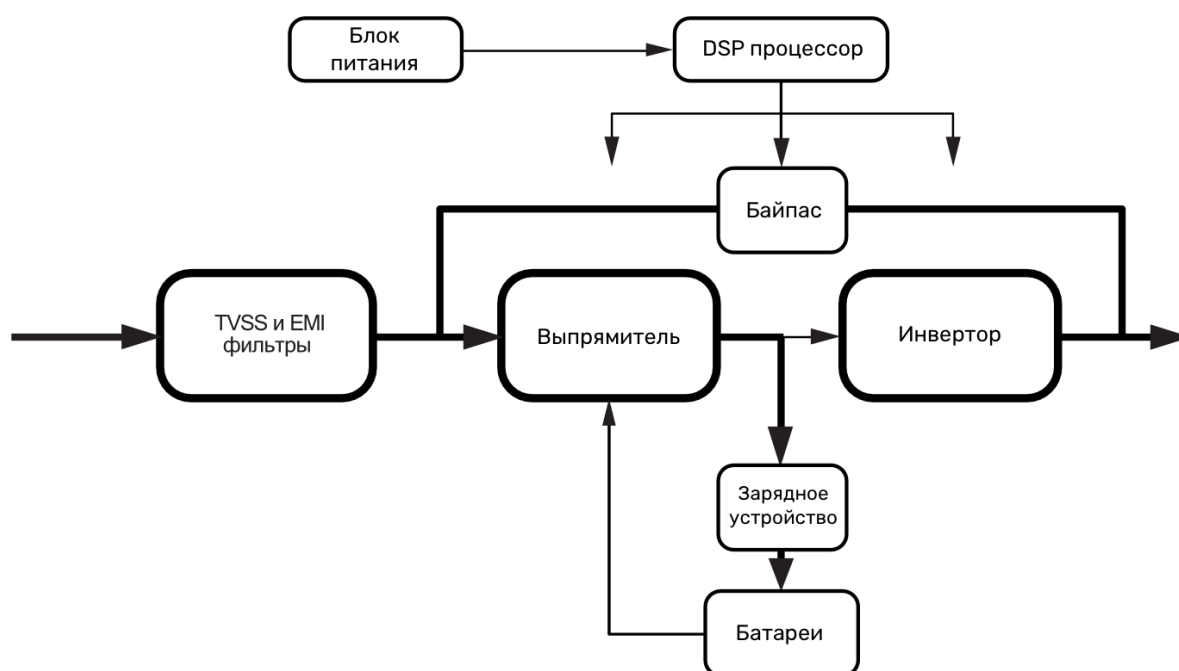 Блок
питания
DSP процессор
Байпас
TVSS и EMI
фильтры
Выпрямитель
Инвертор
Зарядное
устройство
Батареи